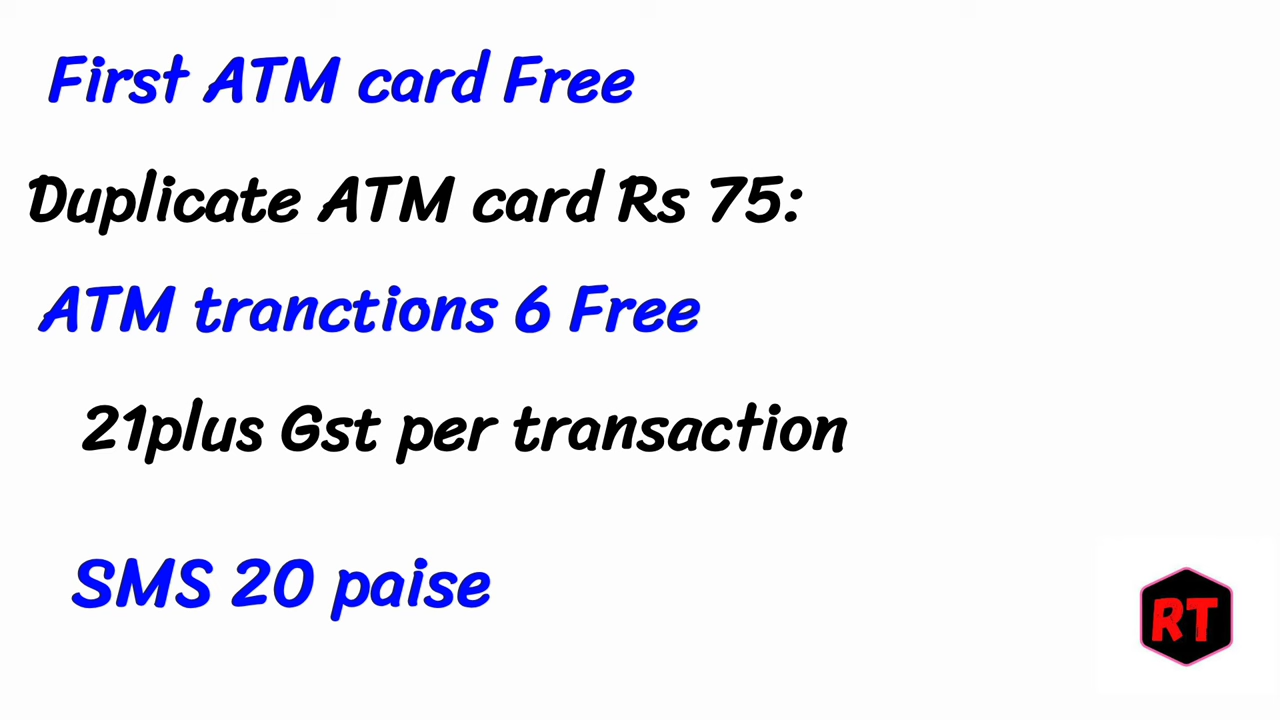 First ATM card Free
Duplicate ATM card Rs 75:
ATM tranctions 6 Free
21plus Gst per transaction
SMS 20 paise
RT